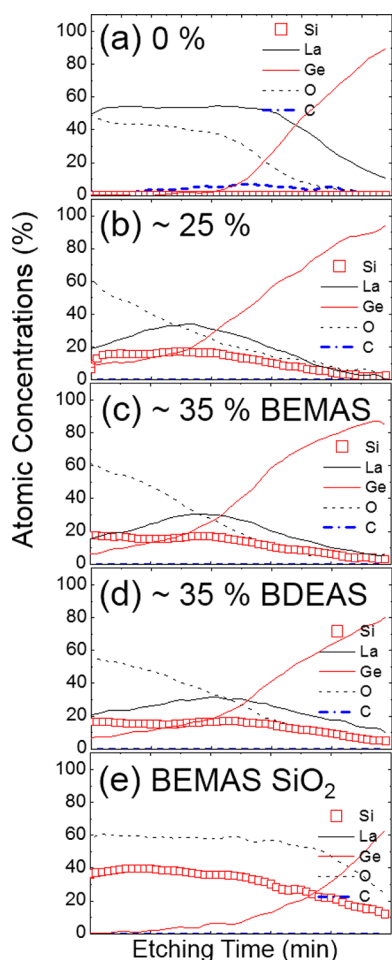 Atomic Concentrations (%)
(a) 0 %
Si
La
Ge
O
C
100
80
60
40
20
0
(b) ~ 25 %
Si
La
Ge
O
C
100
80
60
40
20
0
(c) ~ 35 % BEMAS
Si
La
Ge
O
C
100
80
60
40
20
0
(d) ~ 35 % BDEAS
Si
La
Ge
O
C
100
80
60
40
20
0
(e) BEMAS SiO₂
Si
La
Ge
O
C
100
80
60
40
20
0
Etching Time (min)